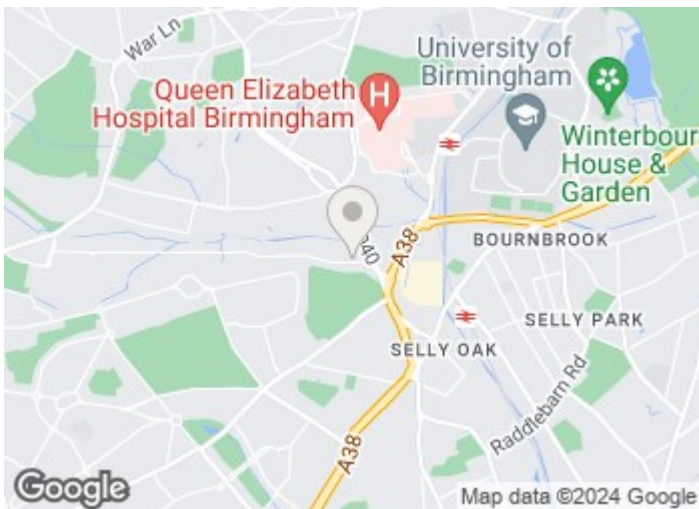 War Ln
University of
Birmingham
Queen Elizabeth
Hospital Birmingham
H
Winterbour
House &
Garden
A38
BOURNBROOK
SELLY PARK
SELLY OAK
Raddlebarn Rd
A38
Google
Map data ©2024 Google